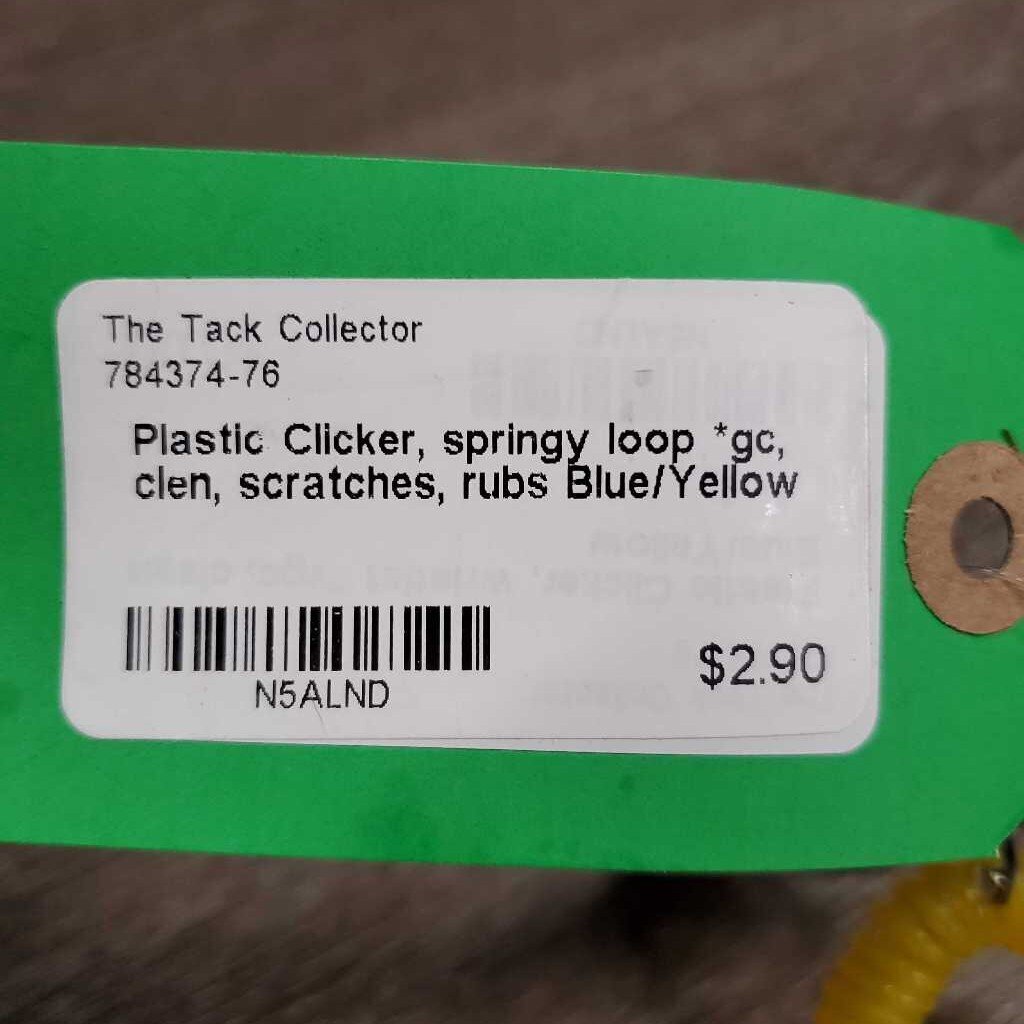 The Tack Collector
784374-76
Plastic Clicker, springy loop *gc,
clen, scratches, rubs Blue/Yellow
N5ALND
$2.90